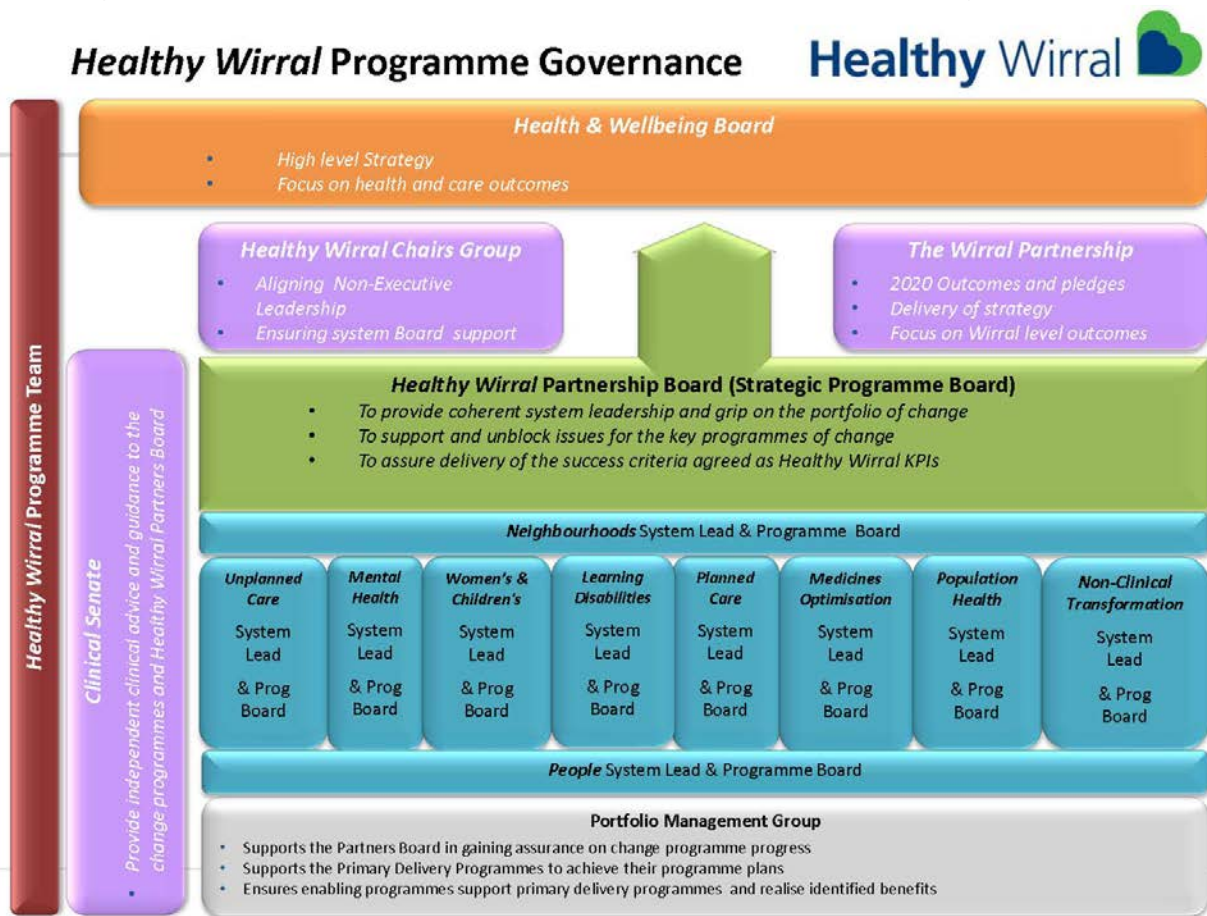 Healthy Wirral Programme Governance
Healthy Wirral
Healthy Wirral Programme Team
Health & Wellbeing Board
• High level Strategy
• Focus on health and care outcomes
Healthy Wirral Chairs Group
• Aligning Non-Executive
Leadership
• Ensuring system Board support
The Wirral Partnership
• 2020 Outcomes and pledges
• Delivery of strategy
• Focus on Wirral level outcomes
Clinical Senate
• Provide independent clinical advice and guidance to the
change programmes and Healthy Wirral Partners Board
Healthy Wirral Partnership Board (Strategic Programme Board)
• To provide coherent system leadership and grip on the portfolio of change
• To support and unblock issues for the key programmes of change
• To assure delivery of the success criteria agreed as Healthy Wirral KPIs
Neighbourhoods System Lead & Programme Board
Unplanned
Care
System
Lead
& Prog
Board
Mental
Health
System
Lead
& Prog
Board
Women's &
Children's
System
Lead
& Prog
Board
Learning
Disabilities
System
Lead
& Prog
Board
Planned
Care
System
Lead
& Prog
Board
Medicines
Optimisation
System
Lead
& Prog
Board
Population
Health
System
Lead
& Prog
Board
Non-Clinical
Transformation
System
Lead
& Prog
Board
People System Lead & Programme Board
Portfolio Management Group
• Supports the Partners Board in gaining assurance on change programme progress
• Supports the Primary Delivery Programmes to achieve their programme plans
• Ensures enabling programmes support primary delivery programmes and realise identified benefits